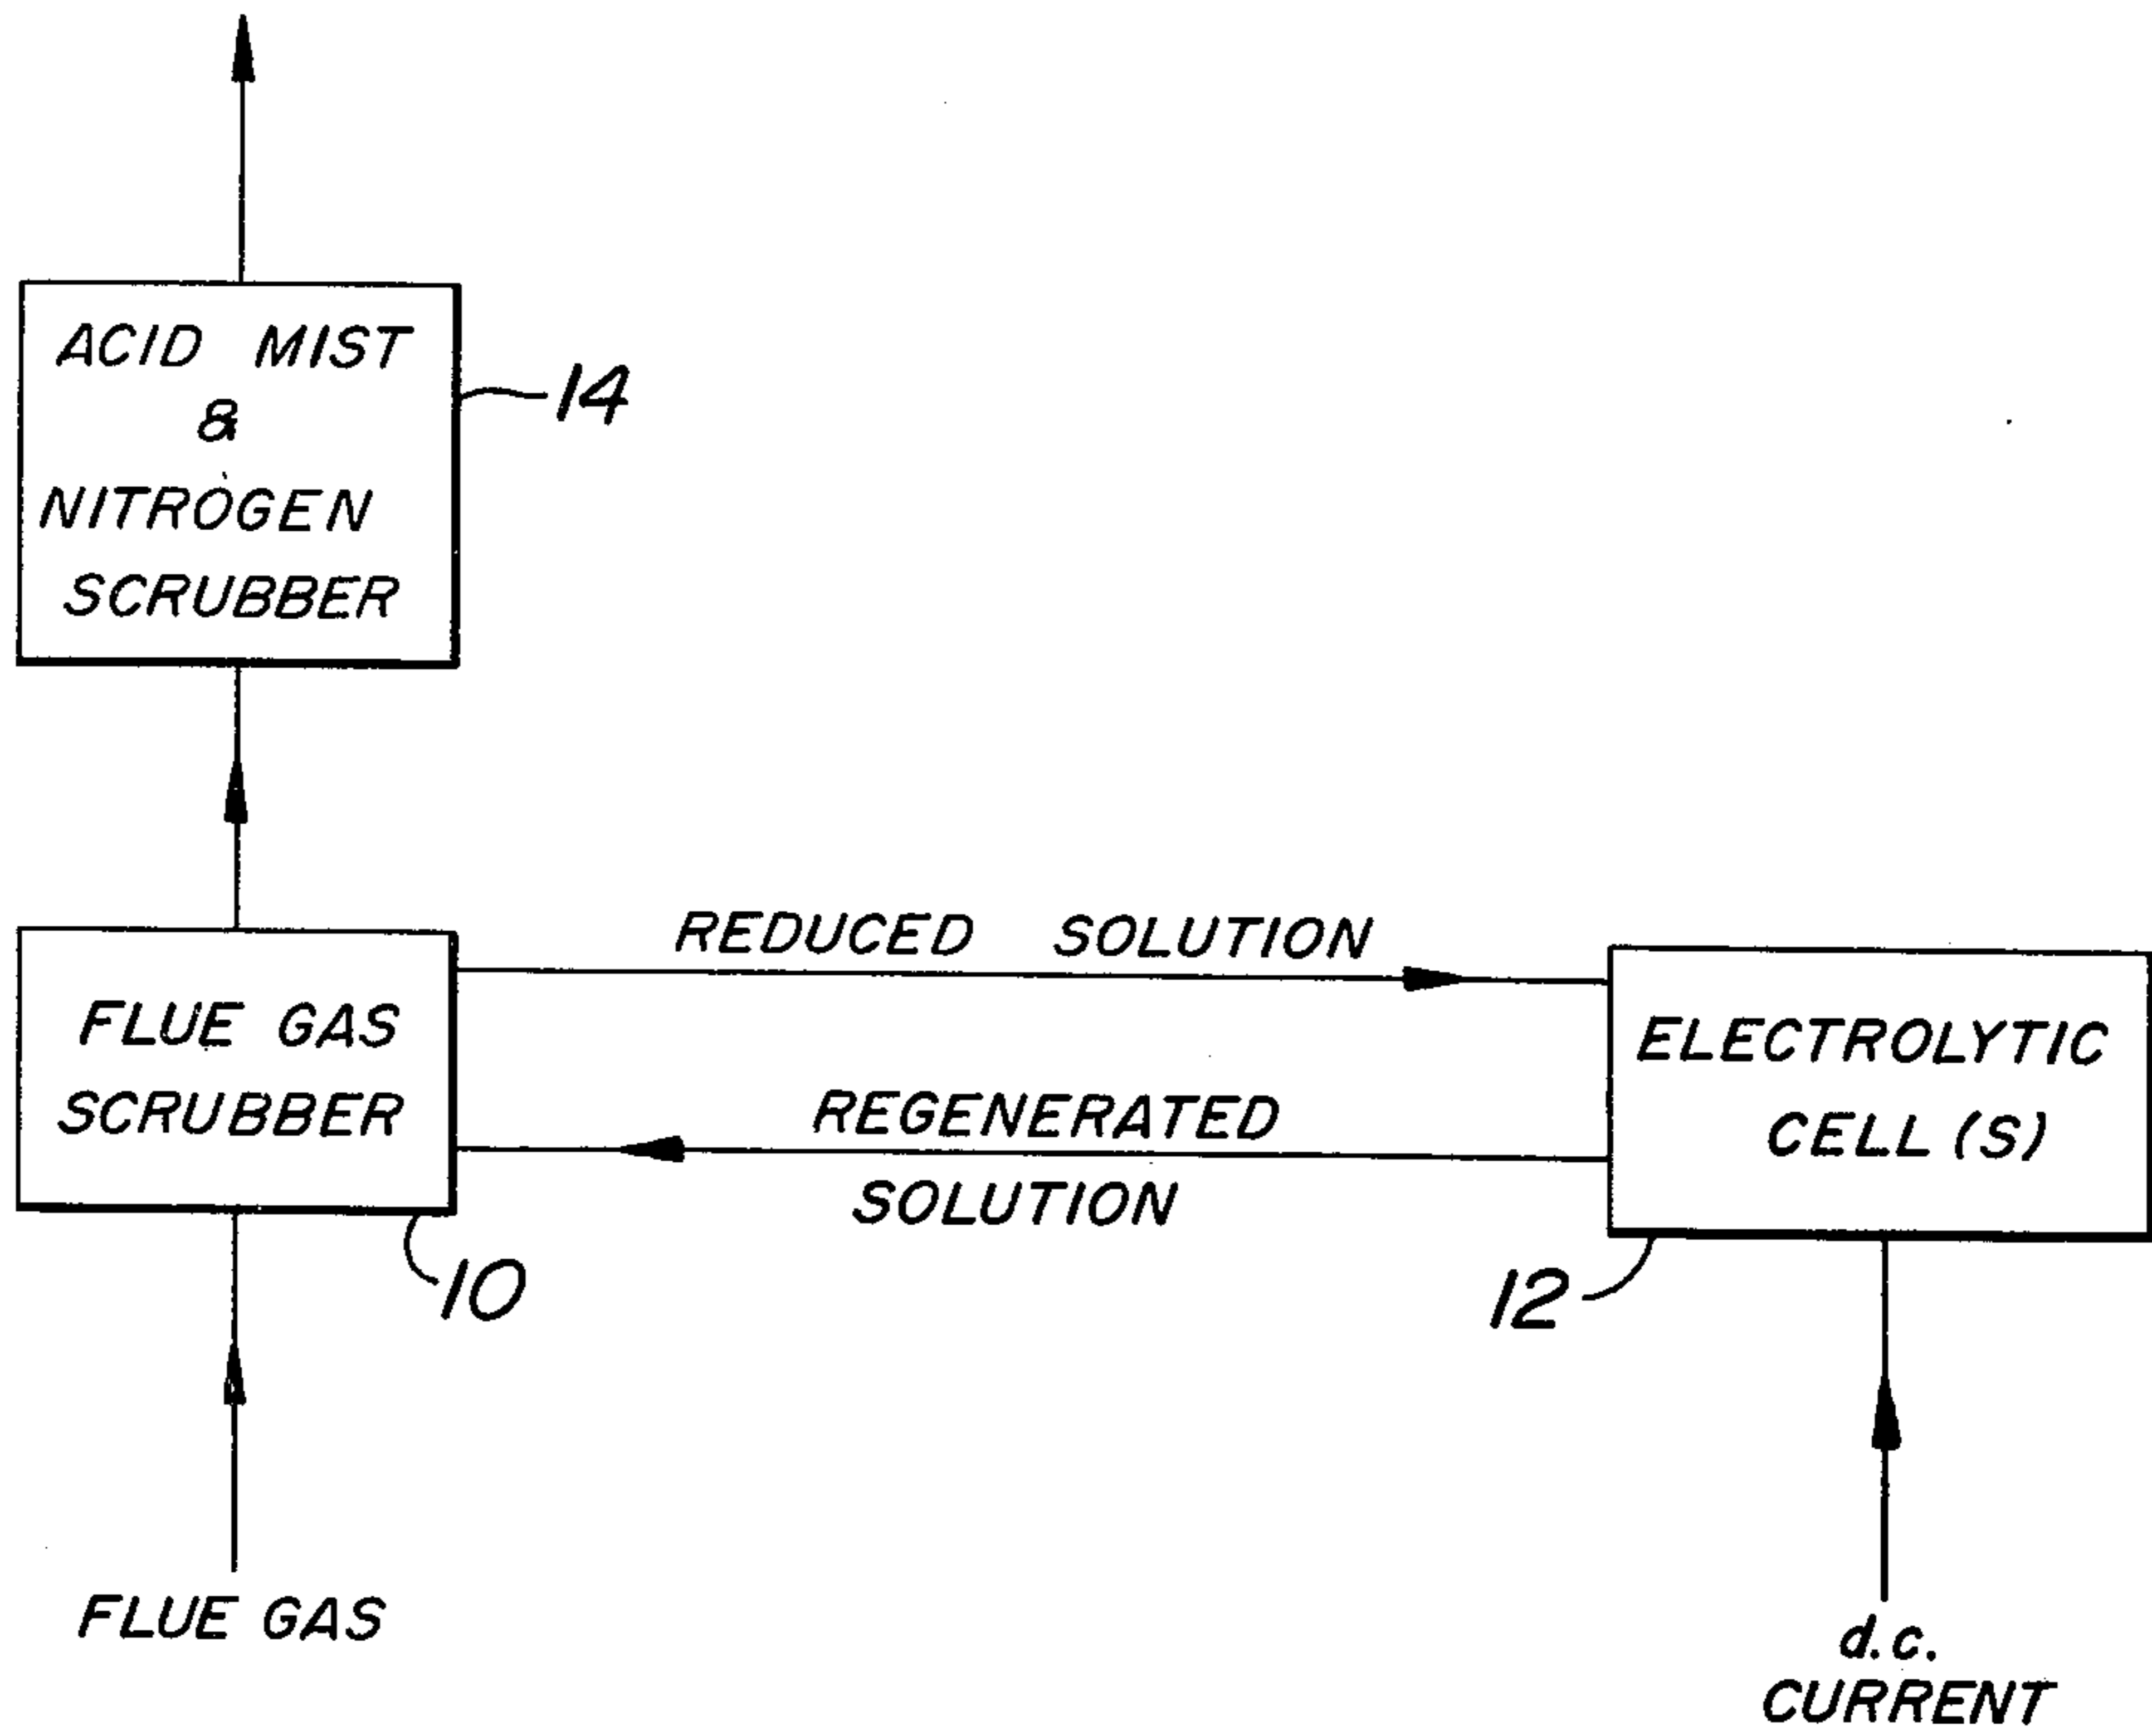 ACID MIST
&
NITROGEN
SCRUBBER
14
REDUCED SOLUTION
FLUE GAS
SCRUBBER
REGENERATED
SOLUTION
ELECTROLYTIC
CELL (S)
10
12
FLUE GAS
d.c.
CURRENT